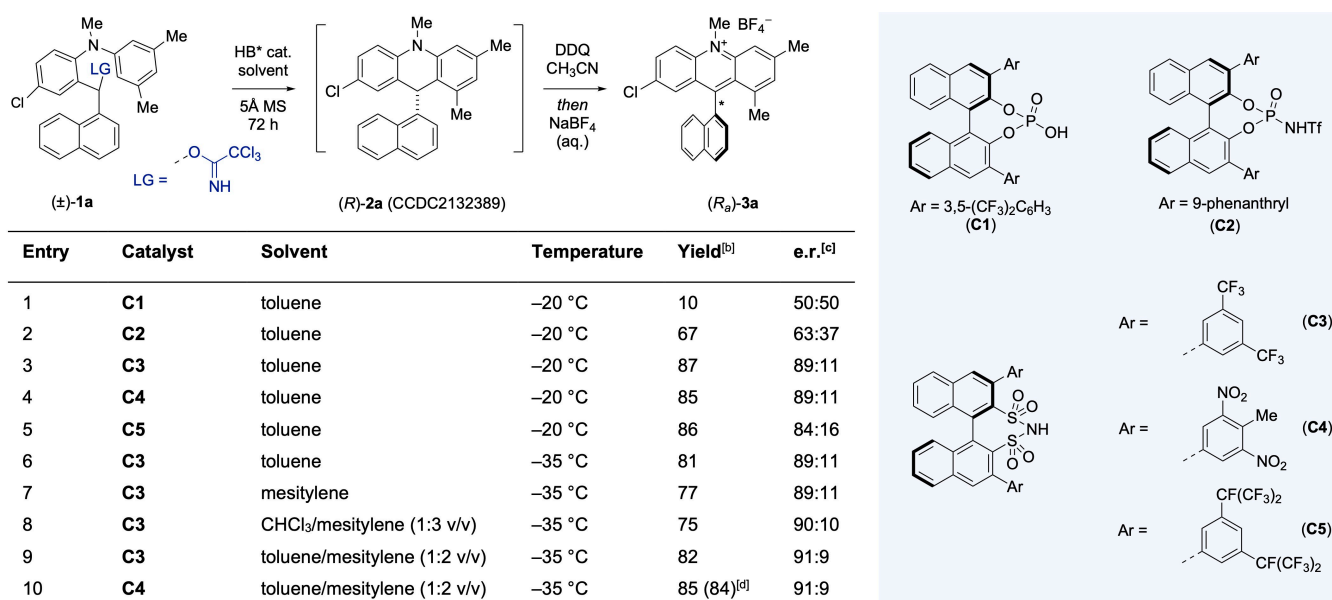 Me
N
Me
LG
Cl
Me
(±)-1a
LG =
O
CCl3
NH
HB* cat.
solvent
5Å MS
72 h
Me
N
Me
Cl
Me
(R)-2a (CCDC2132389)
DDQ
CH3CN
then
NaBF4
(aq.)
Me BF4–
N+
Me
Cl
*
Me
(Ra)-3a
Entry Catalyst Solvent Temperature Yield[b] e.r.[c]
1 C1 toluene –20 °C 10 50:50
2 C2 toluene –20 °C 67 63:37
3 C3 toluene –20 °C 87 89:11
4 C4 toluene –20 °C 85 89:11
5 C5 toluene –20 °C 86 84:16
6 C3 toluene –35 °C 81 89:11
7 C3 mesitylene –35 °C 77 89:11
8 C3 CHCl3/mesitylene (1:3 v/v) –35 °C 75 90:10
9 C3 toluene/mesitylene (1:2 v/v) –35 °C 82 91:9
10 C4 toluene/mesitylene (1:2 v/v) –35 °C 85 (84)[d] 91:9
Ar
O
O
P
O
OH
Ar
Ar = 3,5-(CF3)2C6H3
(C1)
Ar
O
O
P
O
NHTf
Ar
Ar = 9-phenanthryl
(C2)
Ar
O
S
O
NH
S
O
O
Ar
CF3
Ar =
(C3)
CF3
NO2
Me
Ar =
(C4)
NO2
CF(CF3)2
Ar =
(C5)
CF(CF3)2